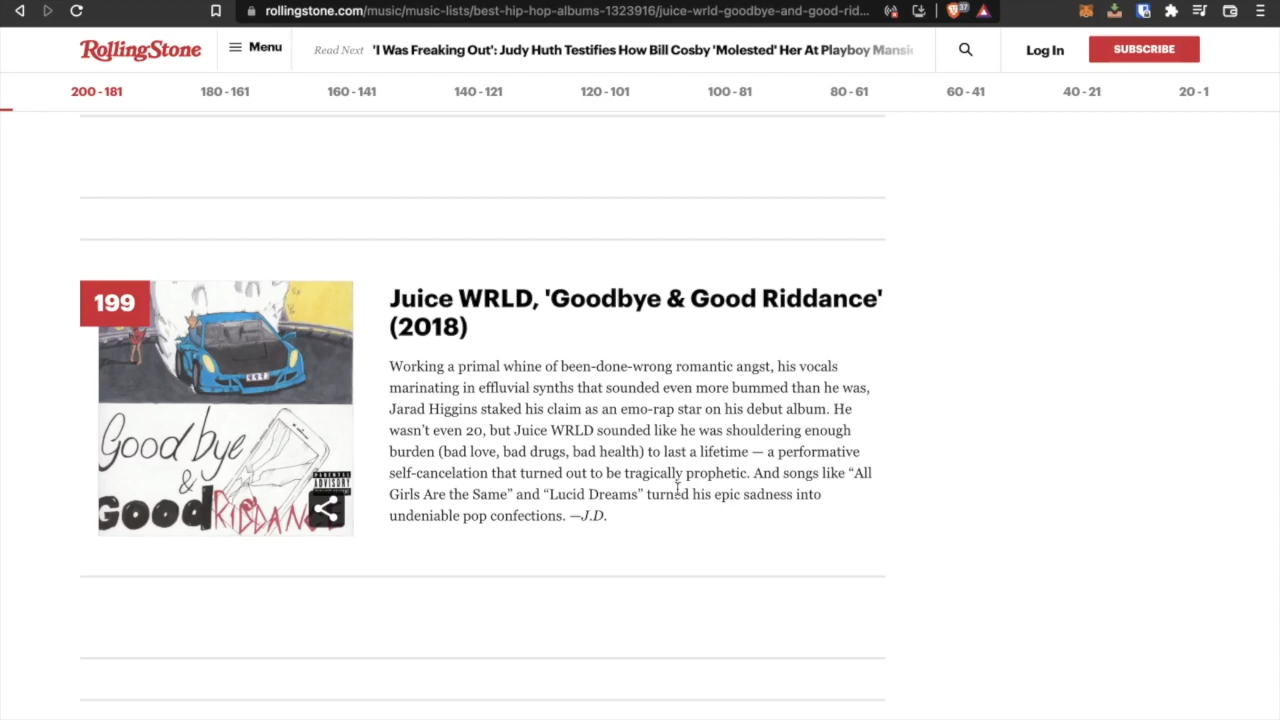 rollingstone.com/music/music-lists/best-hip-hop-albums-1323916/juice-wrld-goodbye-and-good-rid...
37
RollingStone
Menu
Read Next
'I Was Freaking Out': Judy Huth Testifies How Bill Cosby 'Molested' Her At Playboy Mansi
Log In
SUBSCRIBE
200 - 181
180 - 161
160 - 141
140 - 121
120 - 101
100 - 81
80 - 61
60 - 41
40 - 21
20 - 1
199
Goodbye
&
Good RIDDANCE
PARENTAL
ADVISORY
Juice WRLD, 'Goodbye & Good Riddance'
(2018)
Working a primal whine of been-done-wrong romantic angst, his vocals
marinating in effluvial synths that sounded even more bummed than he was,
Jarad Higgins staked his claim as an emo-rap star on his debut album. He
wasn't even 20, but Juice WRLD sounded like he was shouldering enough
burden (bad love, bad drugs, bad health) to last a lifetime — a performative
self-cancelation that turned out to be tragically prophetic. And songs like “All
Girls Are the Same” and “Lucid Dreams” turned his epic sadness into
undeniable pop confections. —J.D.